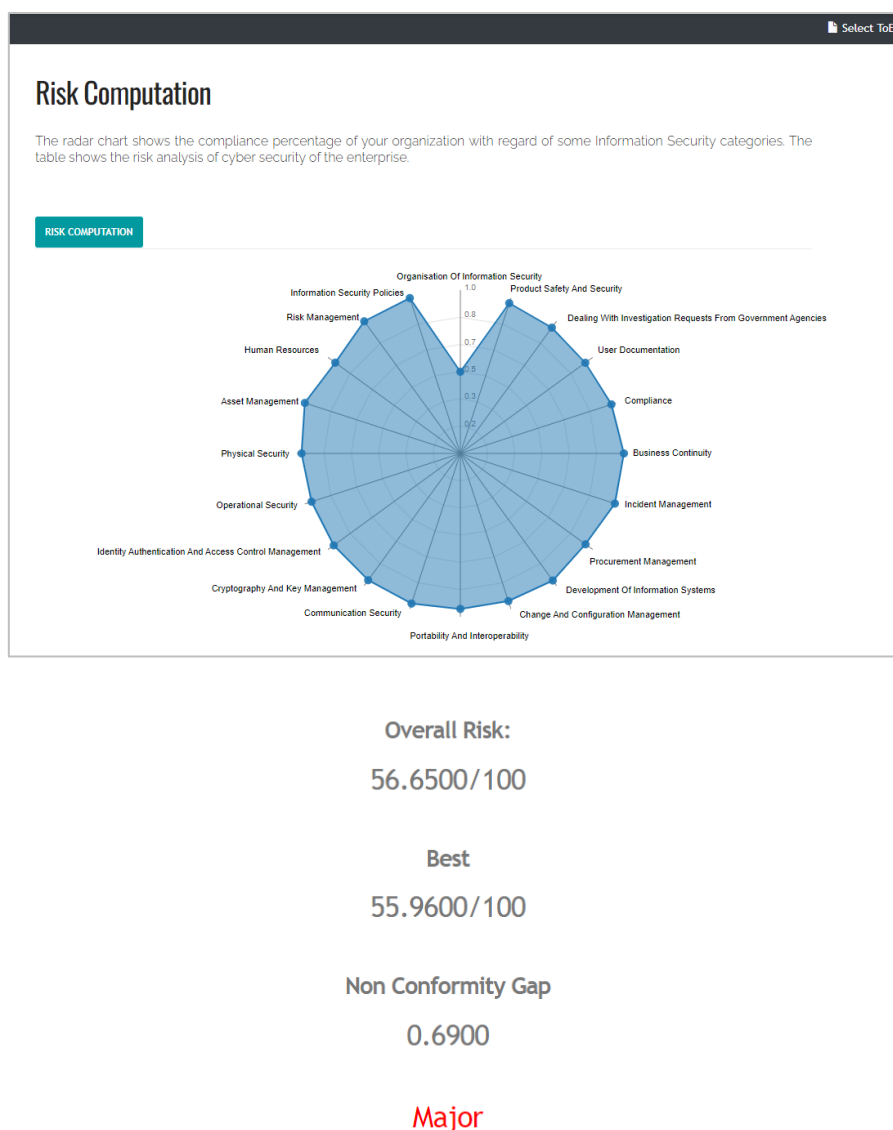 Select ToE
Risk Computation
The radar chart shows the compliance percentage of your organization with regard of some Information Security categories. The
table shows the risk analysis of cyber security of the enterprise.
RISK COMPUTATION
Organisation Of Information Security
Product Safety And Security
Dealing With Investigation Requests From Government Agencies
User Documentation
Compliance
Business Continuity
Incident Management
Procurement Management
Development Of Information Systems
Change And Configuration Management
Portability And Interoperability
Communication Security
Cryptography And Key Management
Identity Authentication And Access Control Management
Operational Security
Physical Security
Asset Management
Human Resources
Risk Management
Information Security Policies
1.0
0.8
0.7
0.5
0.3
0.2
Overall Risk:
56.6500/100
Best
55.9600/100
Non Conformity Gap
0.6900
Major